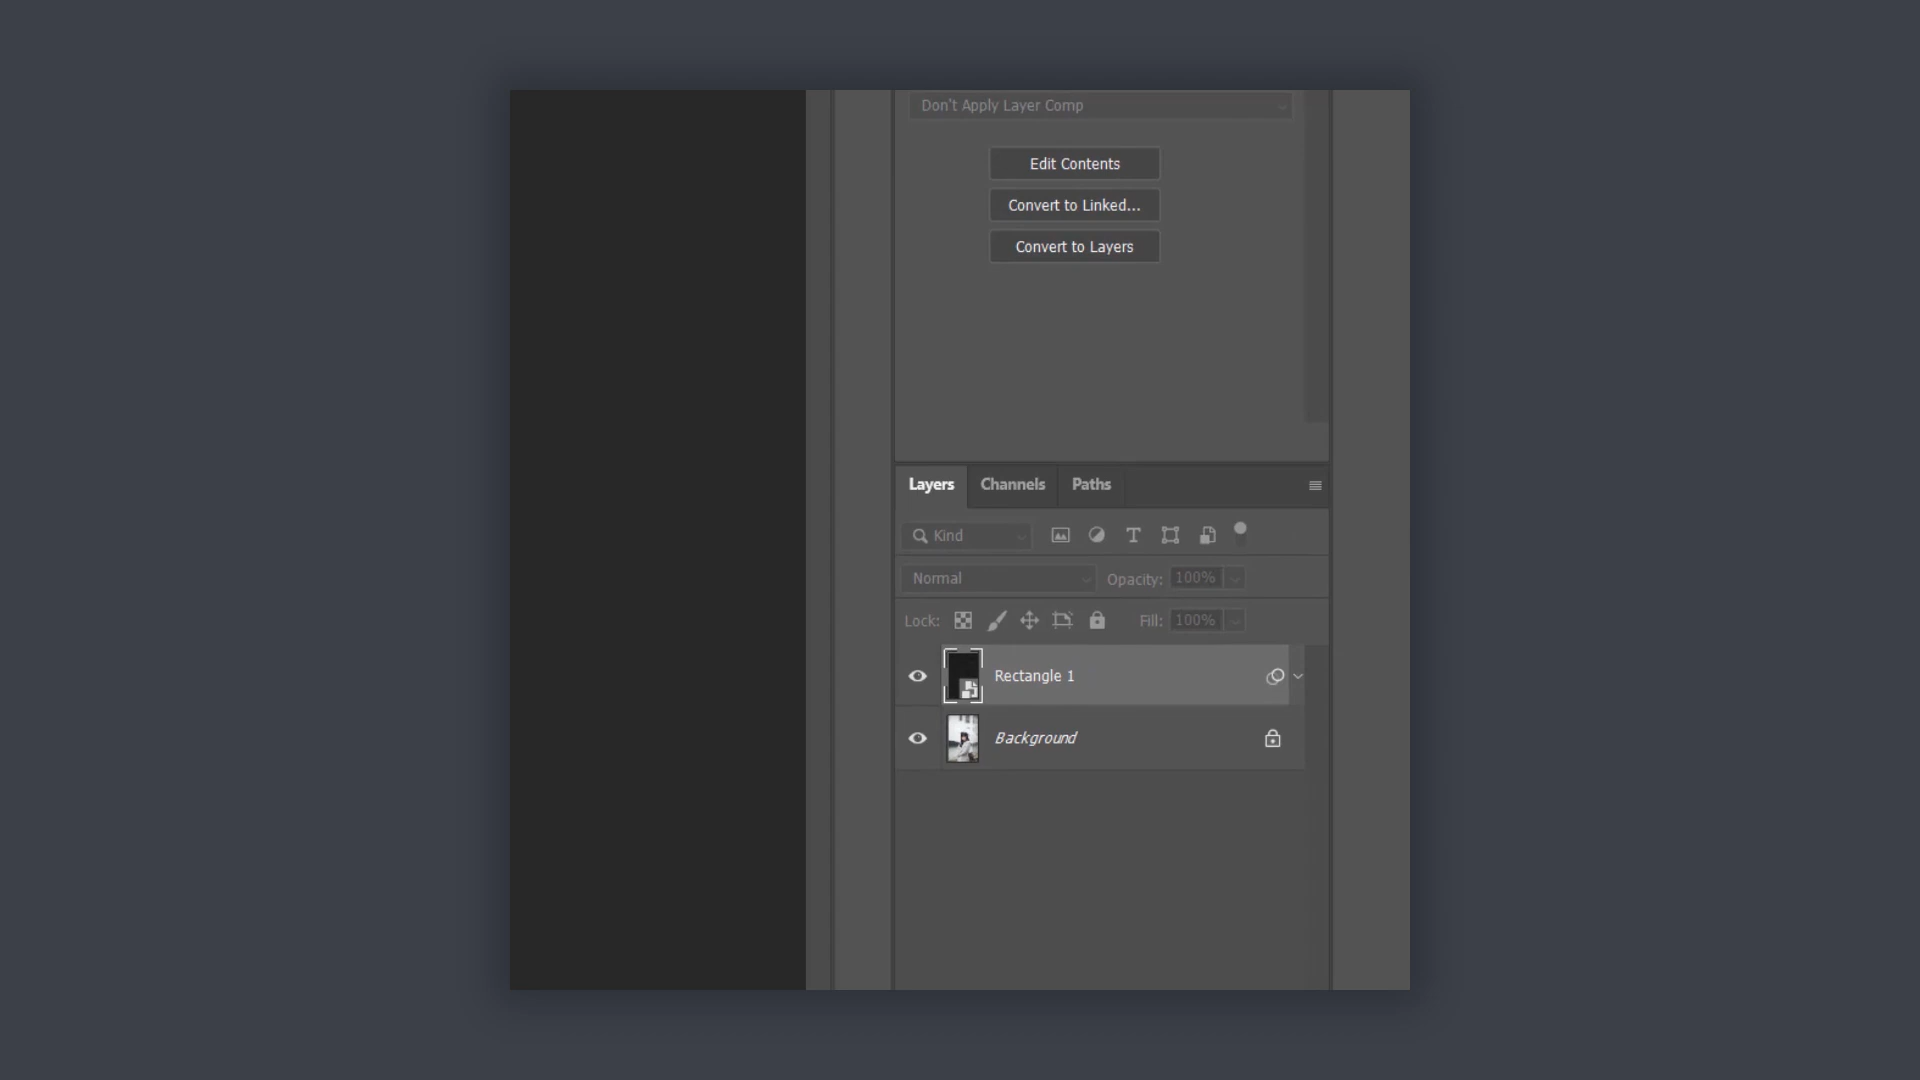 Don't Apply Layer Comp
Edit Contents
Convert to Linked...
Convert to Layers
Layers Channels Paths
Kind
Normal Opacity: 100%
Lock: Fill: 100%
Rectangle 1
Background